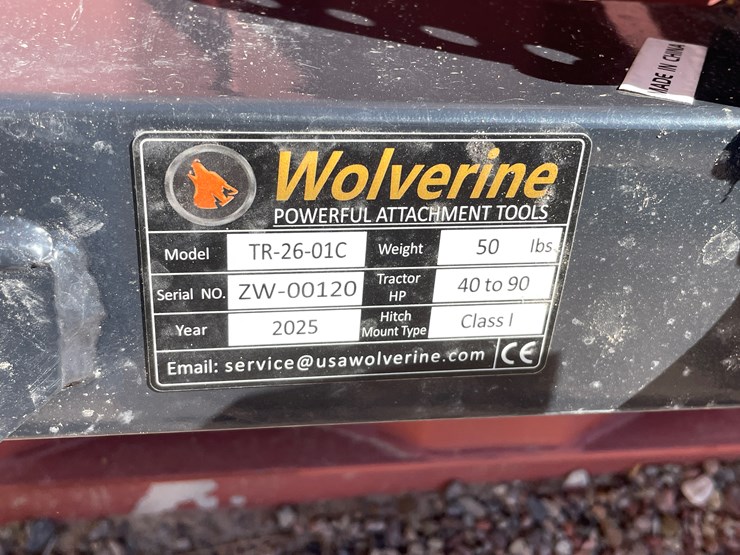 MADE IN CHINA
Wolverine
POWERFUL ATTACHMENT TOOLS
Model TR-26-01C Weight 50 lbs
Serial NO. ZW-00120 Tractor HP 40 to 90
Year 2025 Hitch Mount Type Class I
Email: service@usawolverine.com CE